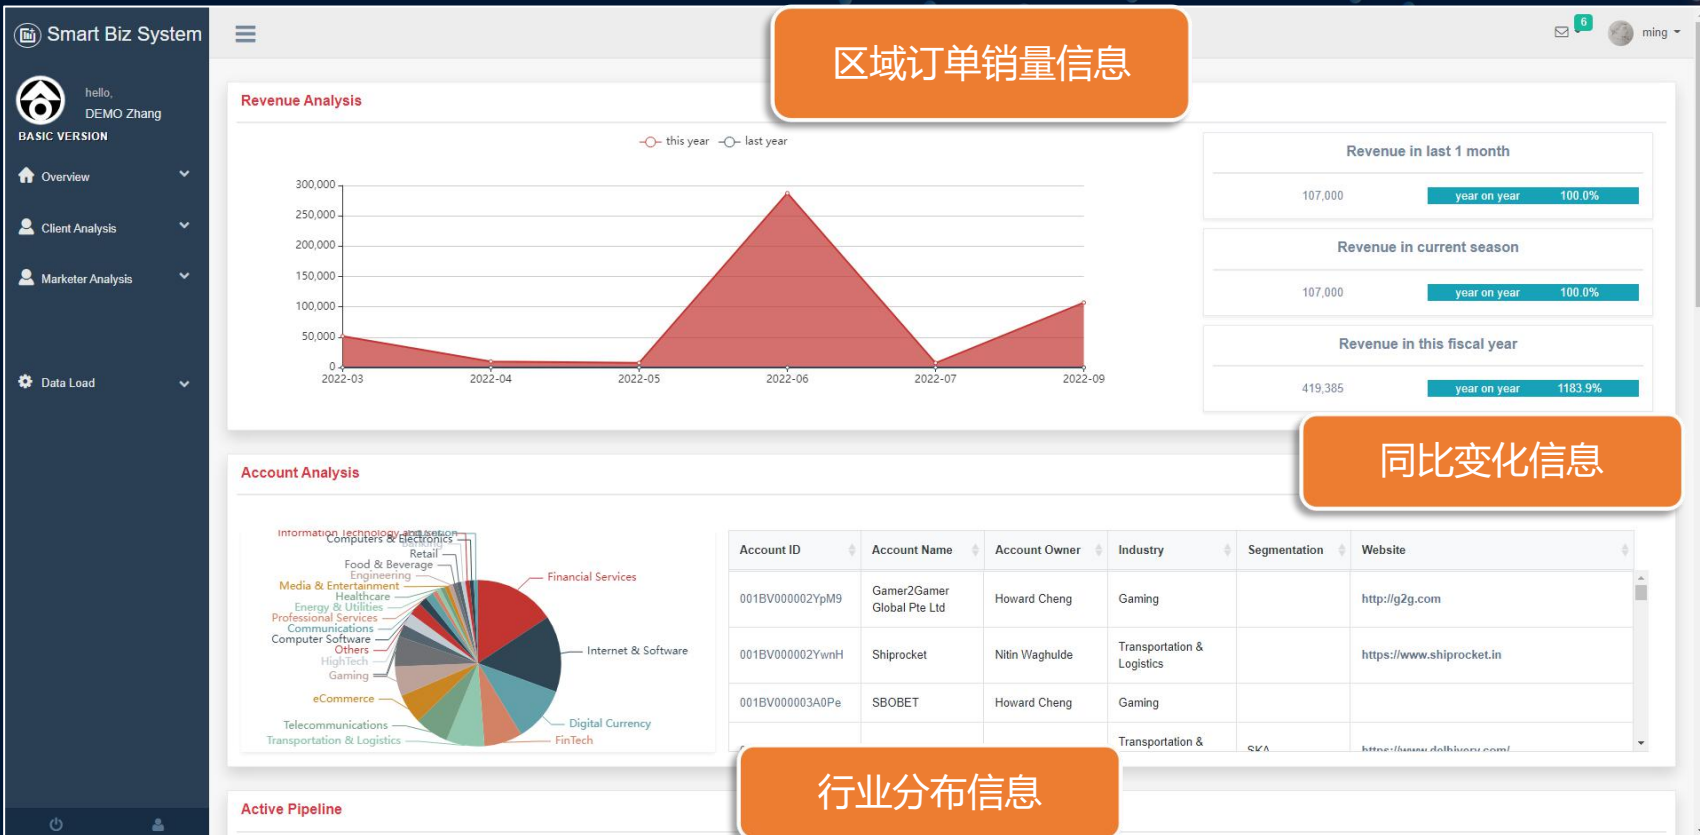 Smart Biz System
区域订单销量信息
6
ming
hello,
DEMO Zhang
BASIC VERSION
Overview
Client Analysis
Marketer Analysis
Data Load
Revenue Analysis
this year
last year
300,000
250,000
200,000
150,000
100,000
50,000
0
2022-03
2022-04
2022-05
2022-06
2022-07
2022-09
Revenue in last 1 month
107,000
year on year 100.0%
Revenue in current season
107,000
year on year 100.0%
Revenue in this fiscal year
419,385
year on year 1183.9%
同比变化信息
Account Analysis
Information Technology
Computers & Electronics
Banking
Retail
Food & Beverage
Engineering
Media & Entertainment
Healthcare
Energy & Utilities
Professional Services
Communications
Computer Software
Others
HighTech
Gaming
eCommerce
Telecommunications
Transportation & Logistics
Financial Services
Internet & Software
Digital Currency
FinTech
Account ID Account Name Account Owner Industry Segmentation Website
001BV000002YpM9 Gamer2Gamer Global Pte Ltd Howard Cheng Gaming http://g2g.com
001BV000002YwnH Shiprocket Nitin Waghulde Transportation & Logistics https://www.shiprocket.in
001BV000003A0Pe SBOBET Howard Cheng Gaming
Transportation & SKA https://www.delhivery.com/
行业分布信息
Active Pipeline